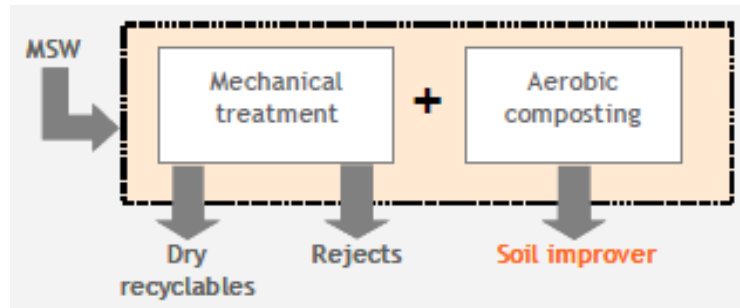 MSW
Mechanical
treatment
+
Aerobic
composting
Dry
recyclables
Rejects
Soil improver